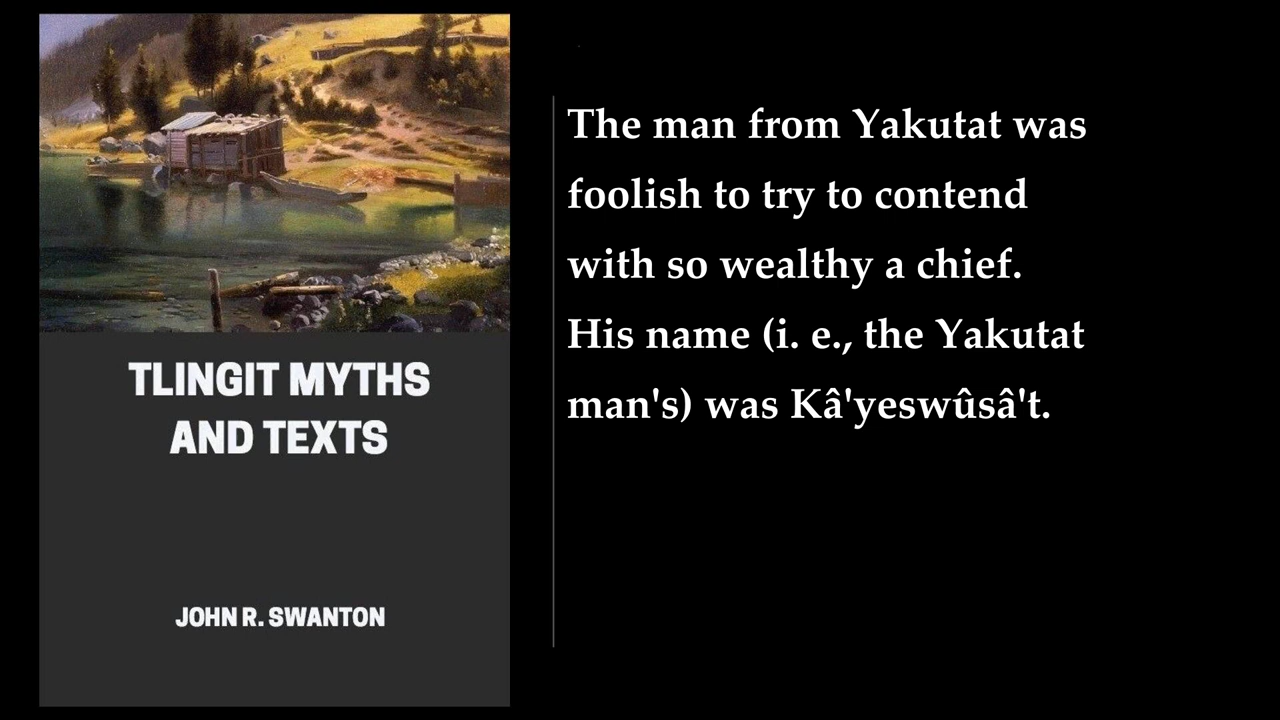 TLINGIT MYTHS
AND TEXTS
JOHN R. SWANTON
The man from Yakutat was
foolish to try to contend
with so wealthy a chief.
His name (i. e., the Yakutat
man's) was Kâ'yeswûsâ't.